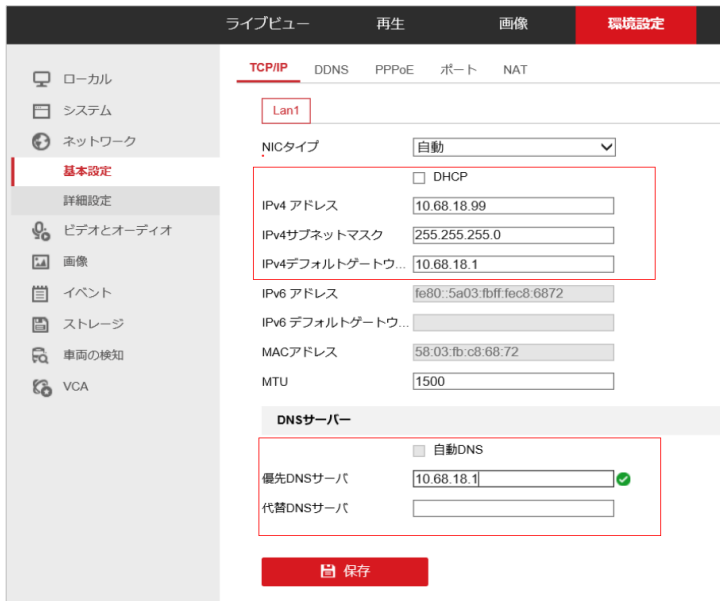 ライブビュー 再生 画像 環境設定
ローカル
システム
ネットワーク
基本設定
詳細設定
ビデオとオーディオ
画像
イベント
ストレージ
車両の検知
VCA
TCP/IP DDNS PPPoE ポート NAT
Lan1
NICタイプ 自動
DHCP
IPv4 アドレス 10.68.18.99
IPv4サブネットマスク 255.255.255.0
IPv4デフォルトゲートウ... 10.68.18.1
IPv6 アドレス fe80::5a03:fbff:fec8:6872
IPv6 デフォルトゲートウ...
MACアドレス 58:03:fb:c8:68:72
MTU 1500
DNSサーバー
自動DNS
優先DNSサーバ 10.68.18.1
代替DNSサーバ
保存